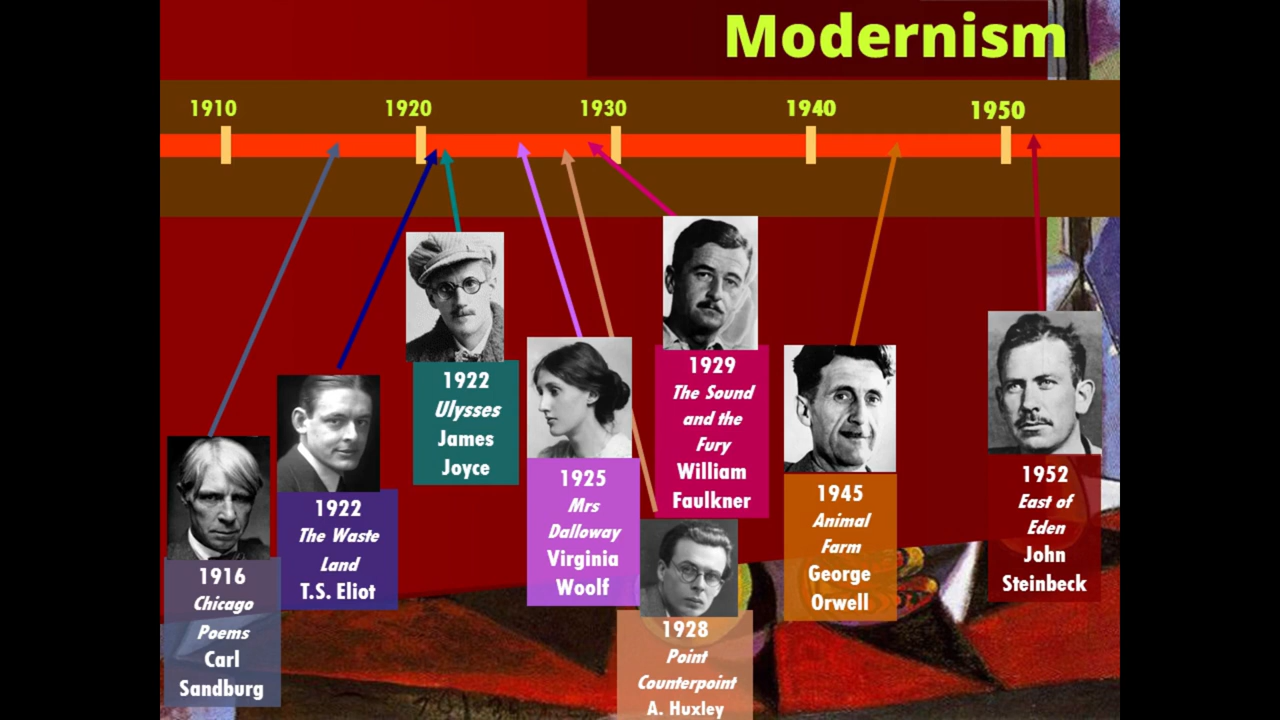 Modernism
1910
1920
1930
1940
1950
1916
Chicago
Poems
Carl
Sandburg
1922
The Waste
Land
T.S. Eliot
1922
Ulysses
James
Joyce
1925
Mrs
Dalloway
Virginia
Woolf
1928
Point
Counterpoint
A. Huxley
1929
The Sound
and the
Fury
William
Faulkner
1945
Animal
Farm
George
Orwell
1952
East of
Eden
John
Steinbeck